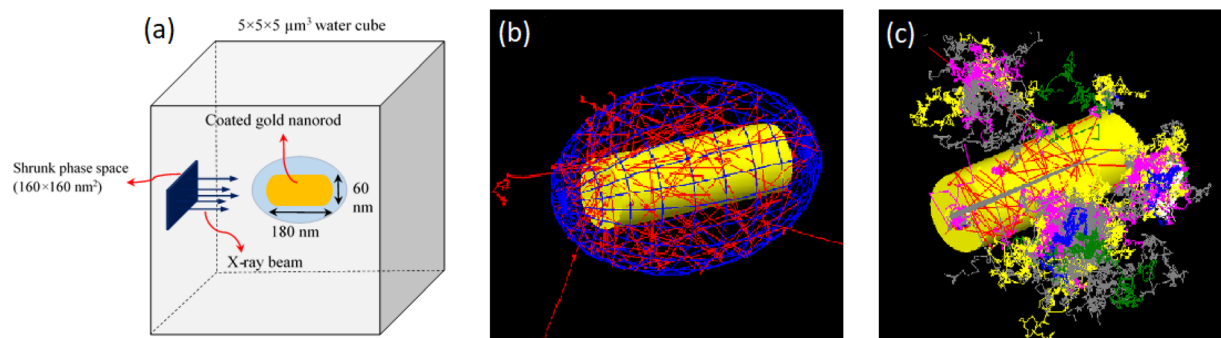 (a)
5×5×5 µm³ water cube
Coated gold nanorod
Shrunk phase space
(160×160 nm²)
60
nm
180 nm
X-ray beam
(b)
(c)